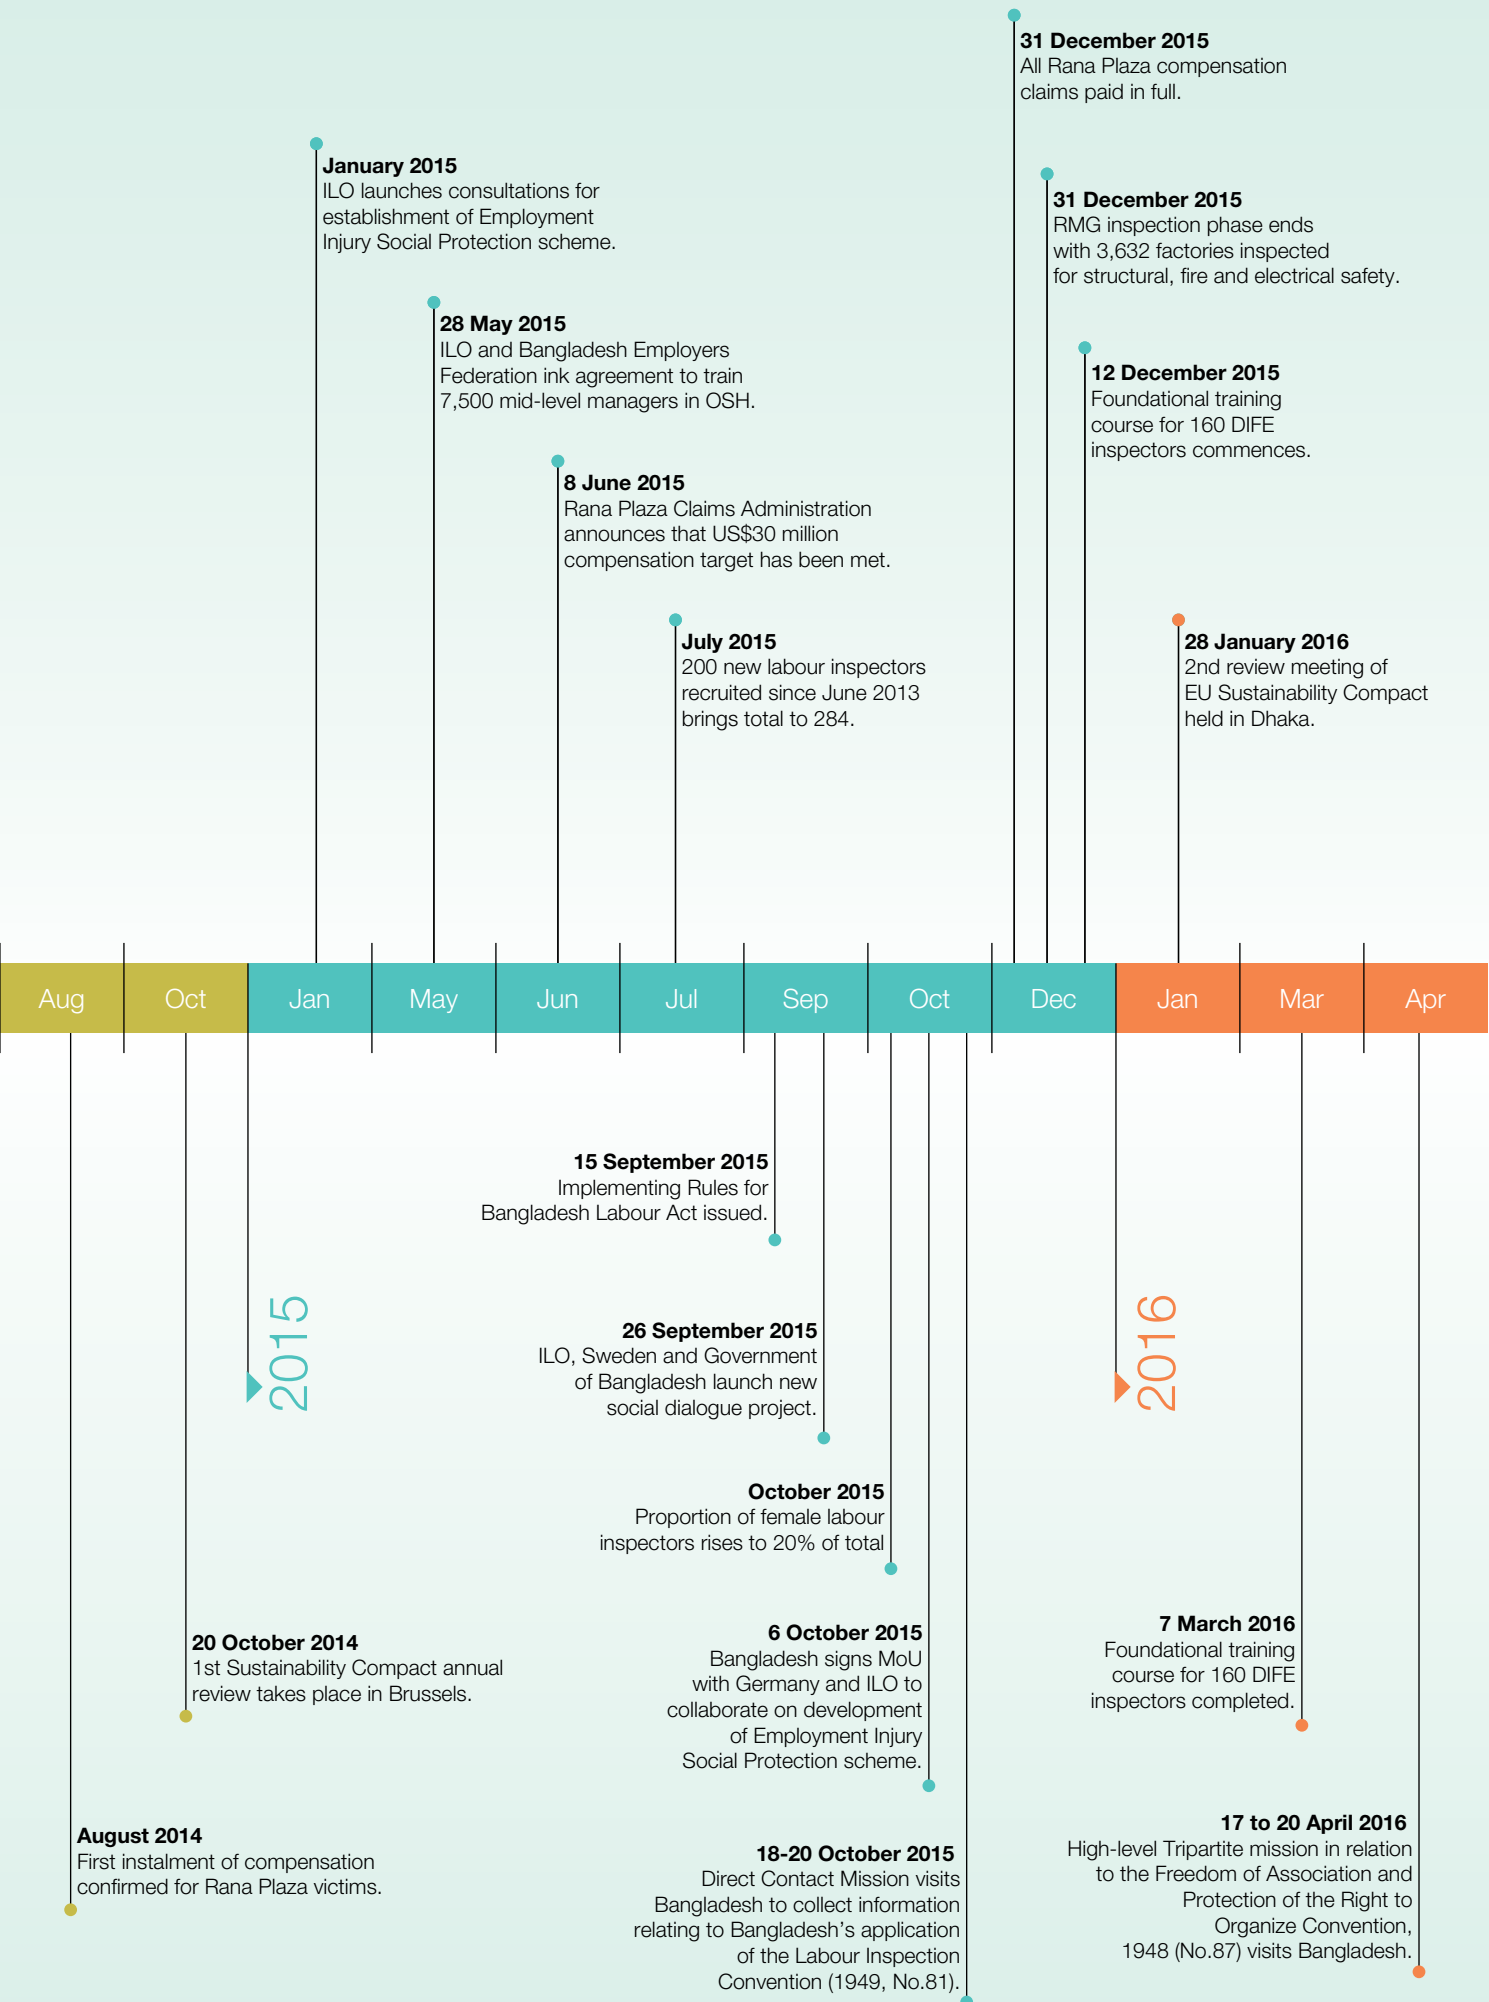 31 December 2015
All Rana Plaza compensation
claims paid in full.
January 2015
ILO launches consultations for
establishment of Employment
Injury Social Protection scheme.
31 December 2015
RMG inspection phase ends
with 3,632 factories inspected
for structural, fire and electrical safety.
28 May 2015
ILO and Bangladesh Employers
Federation ink agreement to train
7,500 mid-level managers in OSH.
12 December 2015
Foundational training
course for 160 DIFE
inspectors commences.
8 June 2015
Rana Plaza Claims Administration
announces that US$30 million
compensation target has been met.
July 2015
200 new labour inspectors
recruited since June 2013
brings total to 284.
28 January 2016
2nd review meeting of
EU Sustainability Compact
held in Dhaka.
Aug
Oct
Jan
May
Jun
Jul
Sep
Oct
Dec
Jan
Mar
Apr
15 September 2015
Implementing Rules for
Bangladesh Labour Act issued.
2015
2016
26 September 2015
ILO, Sweden and Government
of Bangladesh launch new
social dialogue project.
October 2015
Proportion of female labour
inspectors rises to 20% of total
20 October 2014
1st Sustainability Compact annual
review takes place in Brussels.
6 October 2015
Bangladesh signs MoU
with Germany and ILO to
collaborate on development
of Employment Injury
Social Protection scheme.
7 March 2016
Foundational training
course for 160 DIFE
inspectors completed.
August 2014
First instalment of compensation
confirmed for Rana Plaza victims.
18-20 October 2015
Direct Contact Mission visits
Bangladesh to collect information
relating to Bangladesh's application
of the Labour Inspection
Convention (1949, No.81).
17 to 20 April 2016
High-level Tripartite mission in relation
to the Freedom of Association and
Protection of the Right to
Organize Convention,
1948 (No.87) visits Bangladesh.